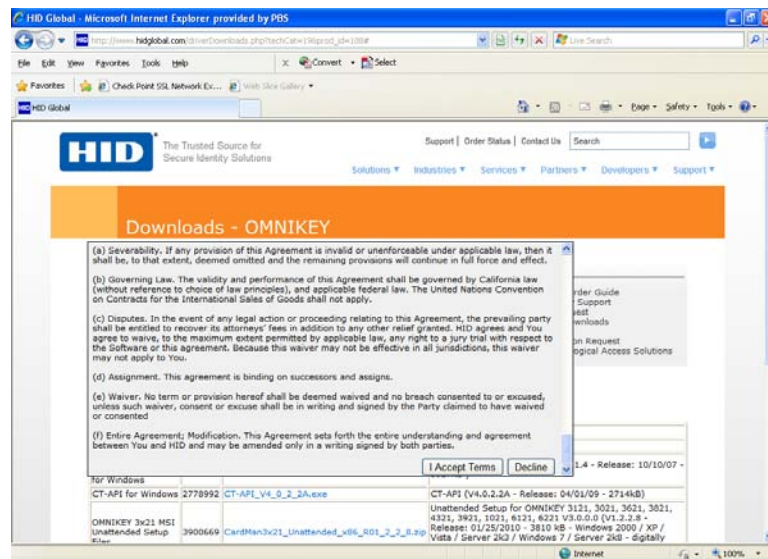 HID Global - Microsoft Internet Explorer provided by PBS
http://www.hidglobal.com/driverDownloads.php?techCat=19&prod_id=188#
Live Search
File Edit View Favorites Tools Help
x Convert Select
Favorites Check Point SSL Network Ex... Web Slice Gallery
HID Global
Page Safety Tools
HID
The Trusted Source for
Secure Identity Solutions
Support | Order Status | Contact Us Search
Solutions Industries Services Partners Developers Support
Downloads - OMNIKEY
(a) Severability. If any provision of this Agreement is invalid or unenforceable under applicable law, then it
shall be, to that extent, deemed omitted and the remaining provisions will continue in full force and effect.
(b) Governing Law. The validity and performance of this Agreement shall be governed by California law
(without reference to choice of law principles), and applicable federal law. The United Nations Convention
on Contracts for the International Sales of Goods shall not apply.
(c) Disputes. In the event of any legal action or proceeding relating to this Agreement, the prevailing party
shall be entitled to recover its attorneys' fees in addition to any other relief granted. HID agrees and You
agree to waive, to the maximum extent permitted by applicable law, any right to a jury trial with respect to
the Software or this agreement. Because this waiver may not be effective in all jurisdictions, this waiver
may not apply to You.
(d) Assignment. This agreement is binding on successors and assigns.
(e) Waiver. No term or provision hereof shall be deemed waived and no breach consented to or excused,
unless such waiver, consent or excuse shall be in writing and signed by the Party claimed to have waived
or consented
(f) Entire Agreement; Modification. This Agreement sets forth the entire understanding and agreement
between You and HID and may be amended only in a writing signed by both parties.
I Accept Terms Decline
rder Guide
Support
est
wnloads
on Request
ogical Access Solutions
1.4 - Release: 10/10/07 -
for Windows
CT-API for Windows 2778992 CT-API_V4_0_2_2A.exe CT-API (V4.0.2.2A - Release: 04/01/09 - 2714kB)
OMNIKEY 3x21 MSI
Unattended Setup
Files
3900669 CardMan3x21_Unattended_x86_R01_2_2_8.zip
Unattended Setup for OMNIKEY 3121, 3021, 3621, 3821,
4321, 3921, 1021, 6121, 6221 V3.0.0.0 (V1.2.2.8 -
Release: 01/25/2010 - 3810 kB - Windows 2000 / XP /
Vista / Server 2k3 / Windows 7 / Server 2k8 - digitally
Internet 100%